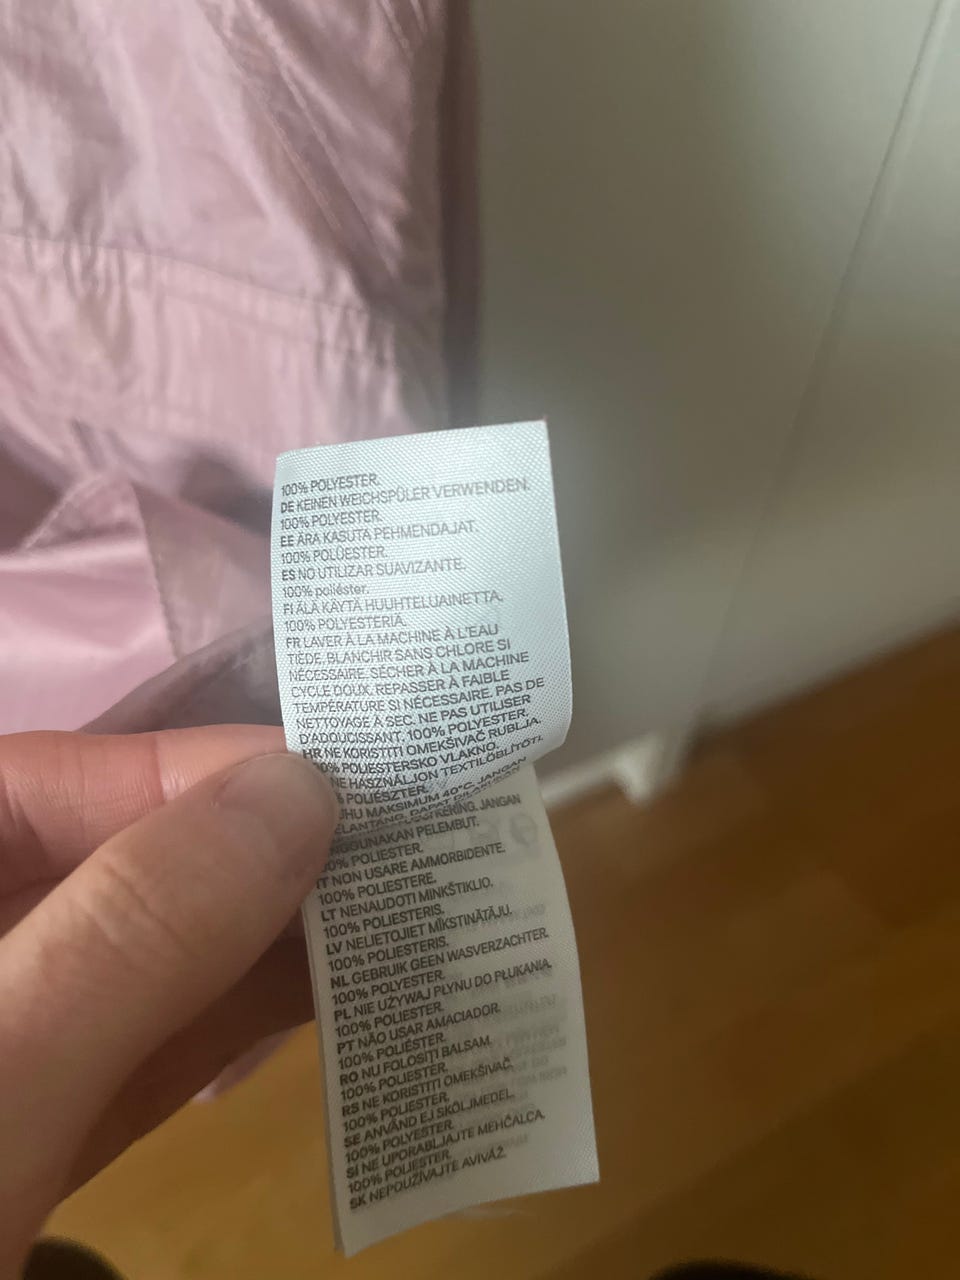 100% POLYESTER.
DE KEINEN WEICHSPÜLER VERWENDEN.
100% POLYESTER.
EE ÄRA KASUTA PEHMENDAJAT.
100% POLÜESTER.
ES NO UTILIZAR SUAVIZANTE.
100% poliéster.
FI ÄLÄ KÄYTÄ HUUHTELUAINETTA.
100% POLYESTERIA.
FR LAVER À LA MACHINE À L'EAU
TIÈDE. BLANCHIR SANS CHLORE SI
NÉCESSAIRE. SÉCHER À LA MACHINE
CYCLE DOUX. REPASSER À FAIBLE
TEMPÉRATURE SI NÉCESSAIRE. PAS DE
NETTOYAGE À SEC. NE PAS UTILISER
D'ADOUCISSANT. 100% POLYESTER.
HR NE KORISTITI OMEKŠIVAČ RUBLJA.
POLIESTERSKO VLAKNO.
NE HASZNÁLJON TEXTILÖBLÍTŐT.
% POLIÉSZTER.
MAKSIMUM 40°C. JANGAN
JANGAN
PELEMBUT.
100% POLIESTER.
IT NON USARE AMMORBIDENTE.
100% POLIESTERE.
LT NENAUDOTI MINKŠTIKLIO.
100% POLIESTERIS.
LV NELIETOJIET MĪKSTINĀTĀJU.
100% POLIESTERIS.
NL GEBRUIK GEEN WASVERZACHTER.
100% POLYESTER.
PL NIE UŻYWAJ PŁYNU DO PŁUKANIA.
100% POLIESTER.
PT NÃO USAR AMACIADOR.
100% POLIÉSTER.
RO NU FOLOSIȚI BALSAM.
100% POLIESTER.
RS NE KORISTITI OMEKŠIVAČ.
100% POLIESTER.
SE ANVÄND EJ SKÖLJMEDEL.
100% POLYESTER.
SI NE UPORABLJAJTE MEHČALCA.
100% POLIESTER.
SK NEPOUŽÍVAJTE AVIVÁŽ.